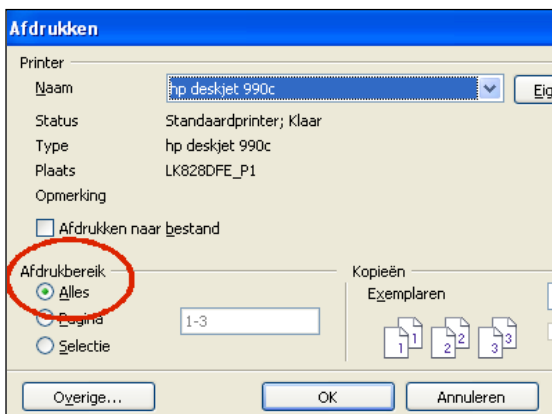 Afdrukken
Printer
Naam
hp deskjet 990c
Eig
Status
Standaardprinter; Klaar
Type
hp deskjet 990c
Plaats
LK828DFE_P1
Opmerking
Afdrukken naar bestand
Afdrukbereik
Kopieën
Alles
Exemplaren
Pagina
1-3
1 1 2 2 3 3
Selectie
Overige...
OK
Annuleren